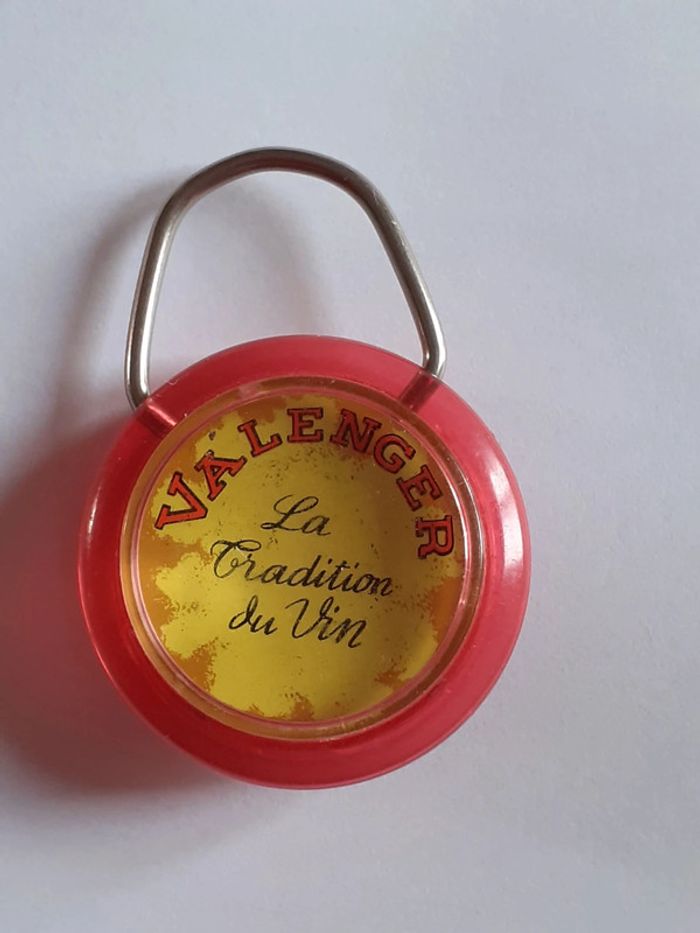 VALENGER
La
Tradition
du Vin